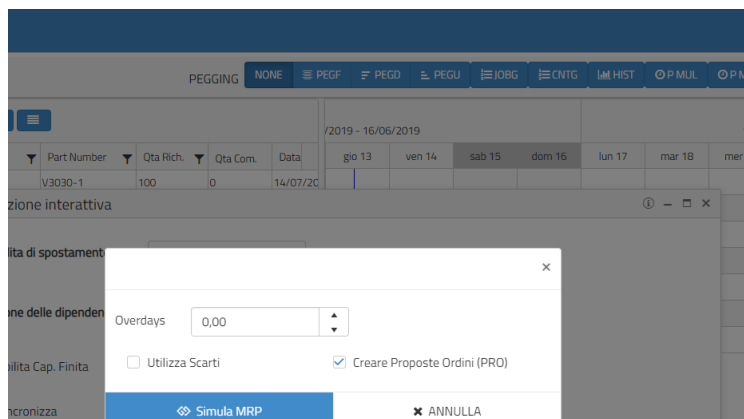 PEGGING NONE PEGF PEGD PEGU JOBG CNTG HIST P MUL P M
/2019 - 16/06/2019
Part Number Qta Rich. Qta Com. Data gio 13 ven 14 sab 15 dom 16 lun 17 mar 18 mer
V3030-1 100 0 14/07/20
zione interattiva
lita di spostament
one delle dipenden
Overdays 0,00
Utilizza Scarti Creare Proposte Ordini (PRO)
bilita Cap. Finita
ncronizza
Simula MRP ANNULLA